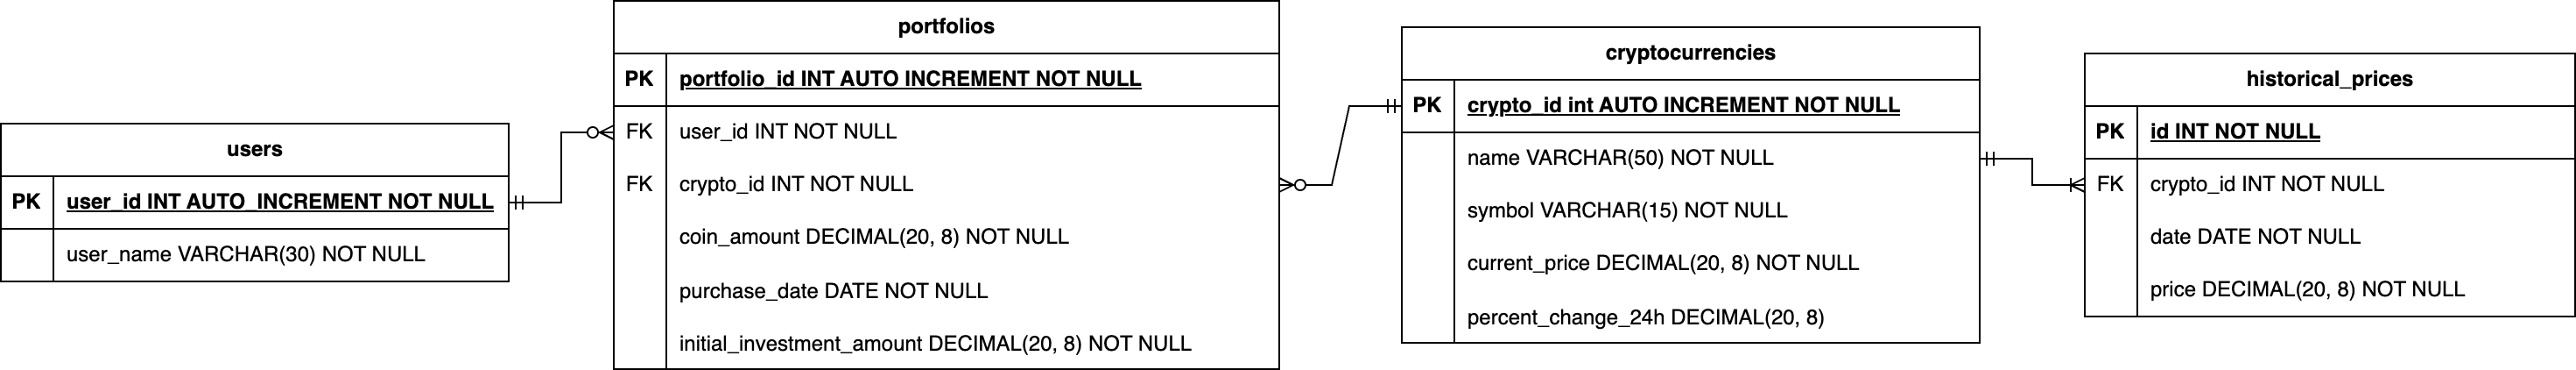 users
PK user_id INT AUTO_INCREMENT NOT NULL
user_name VARCHAR(30) NOT NULL
portfolios
PK portfolio_id INT AUTO INCREMENT NOT NULL
FK user_id INT NOT NULL
FK crypto_id INT NOT NULL
coin_amount DECIMAL(20, 8) NOT NULL
purchase_date DATE NOT NULL
initial_investment_amount DECIMAL(20, 8) NOT NULL
cryptocurrencies
PK crypto_id int AUTO INCREMENT NOT NULL
name VARCHAR(50) NOT NULL
symbol VARCHAR(15) NOT NULL
current_price DECIMAL(20, 8) NOT NULL
percent_change_24h DECIMAL(20, 8)
historical_prices
PK id INT NOT NULL
FK crypto_id INT NOT NULL
date DATE NOT NULL
price DECIMAL(20, 8) NOT NULL